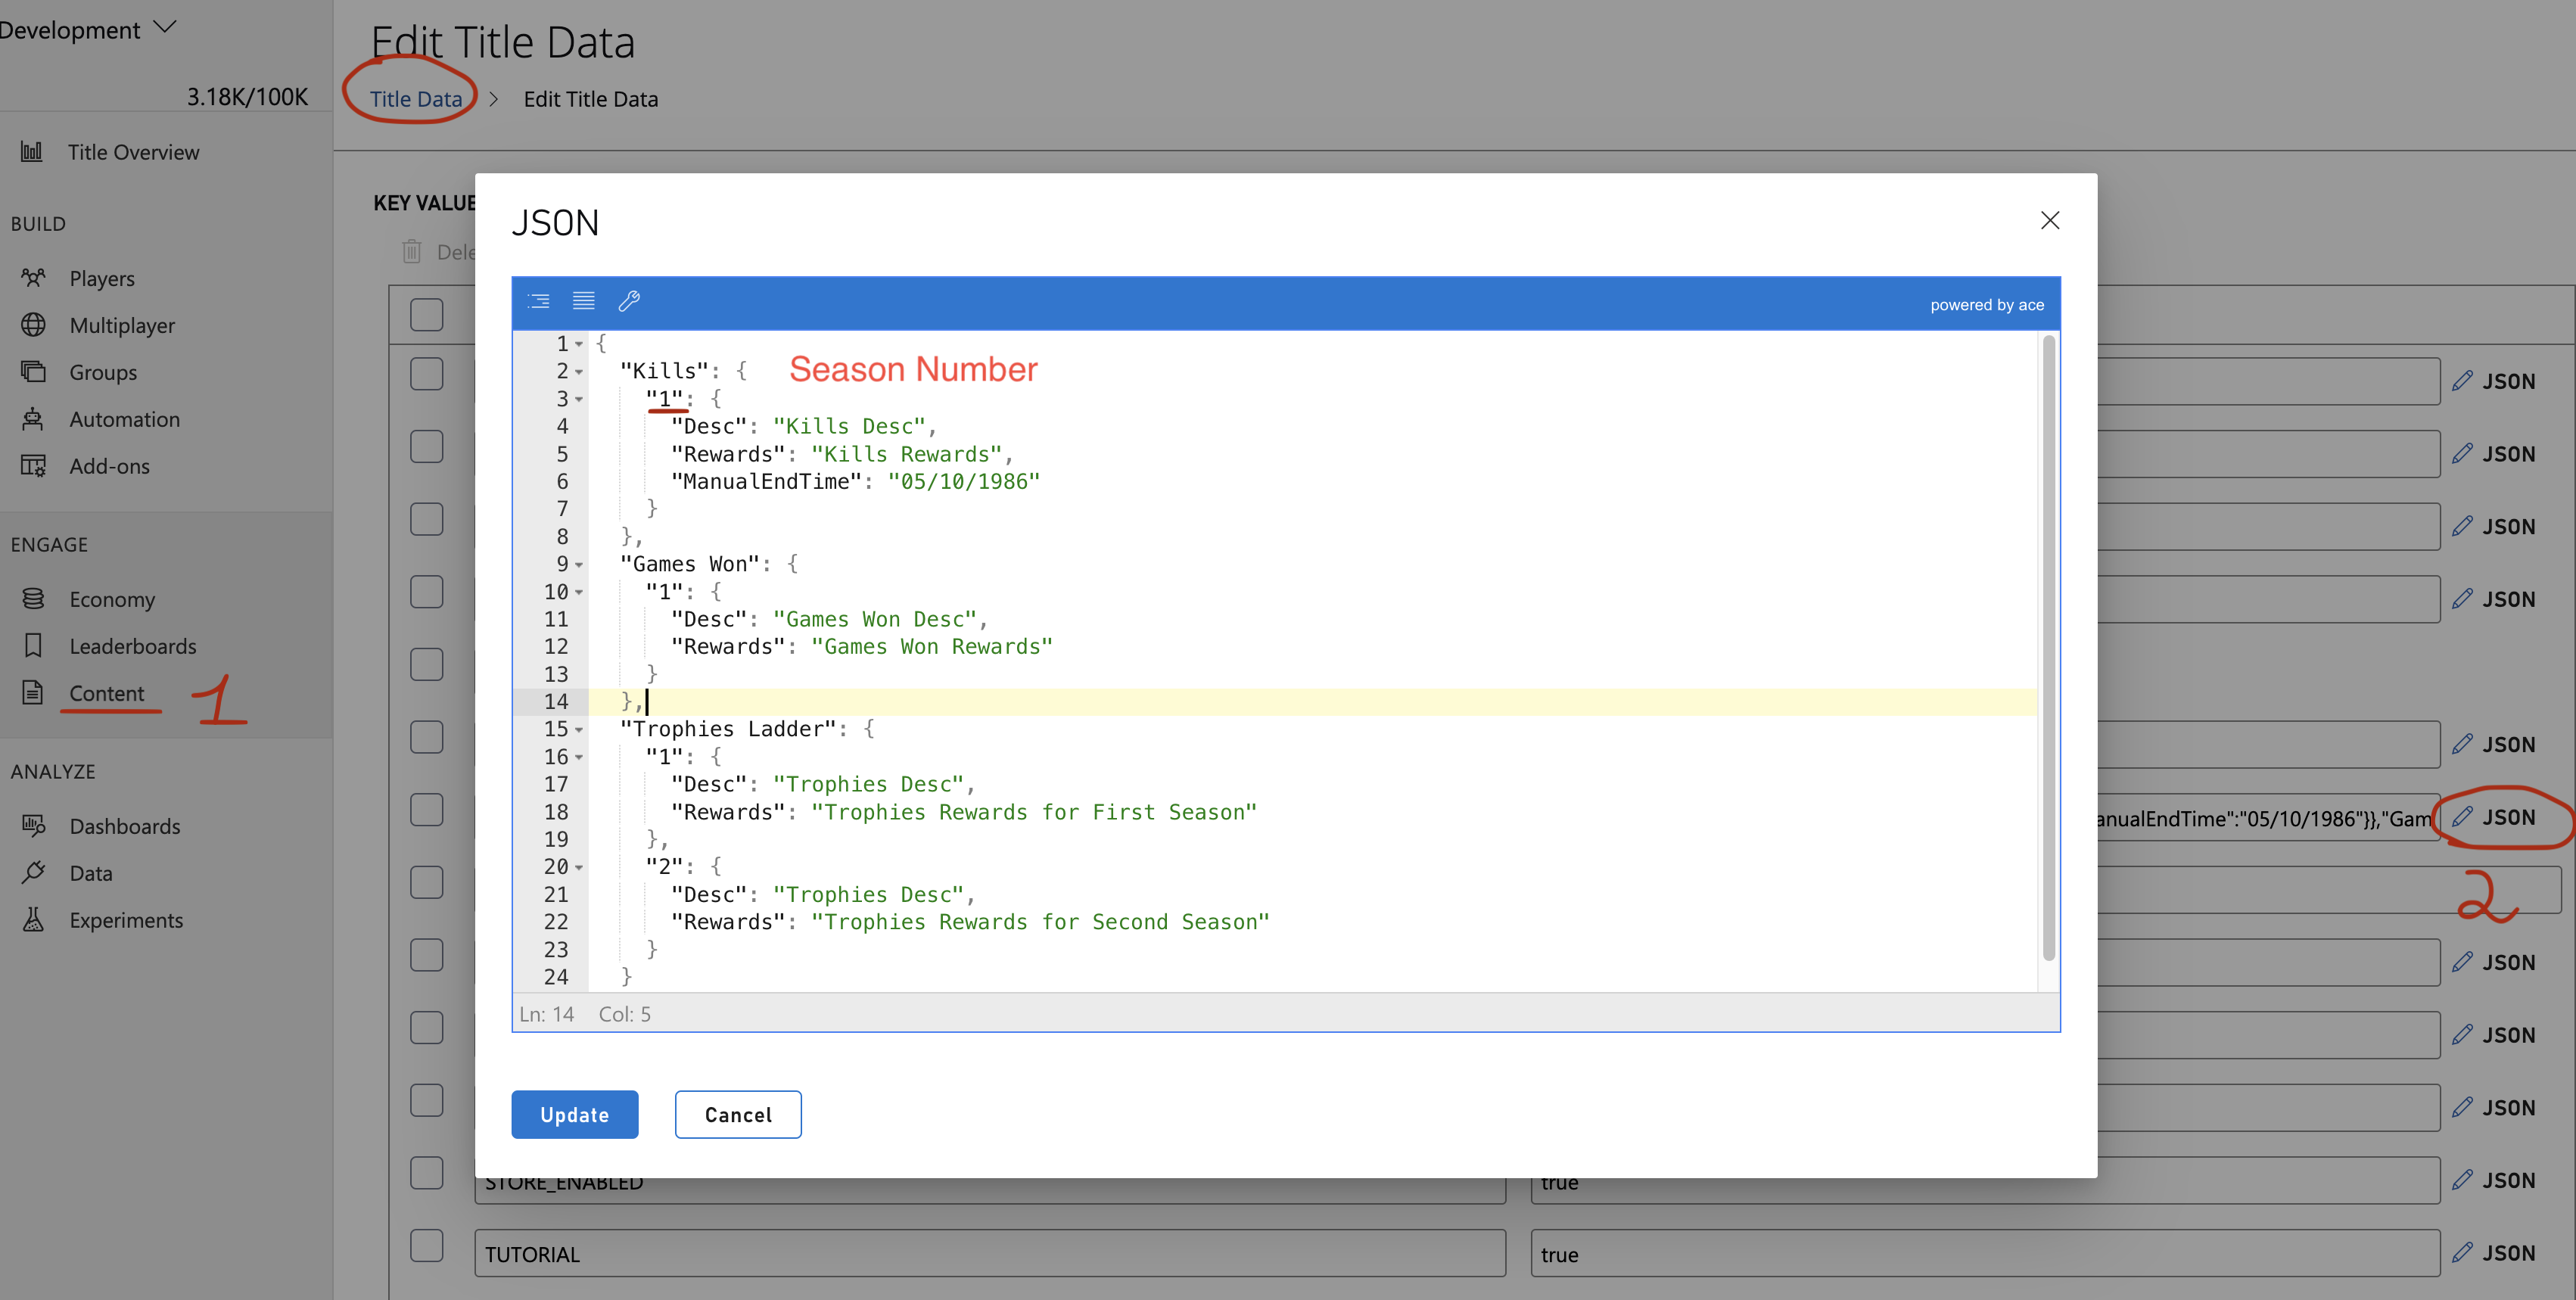 Development
3.18K/100K
Title Overview
BUILD
Players
Multiplayer
Groups
Automation
Add-ons
ENGAGE
Economy
Leaderboards
Content 1
ANALYZE
Dashboards
Data
Experiments
Edit Title Data
Title Data > Edit Title Data
KEY VALUE
Dele
JSON
powered by ace
1 {
2 "Kills": { Season Number
3 "1": {
4 "Desc": "Kills Desc",
5 "Rewards": "Kills Rewards",
6 "ManualEndTime": "05/10/1986"
7 }
8 },
9 "Games Won": {
10 "1": {
11 "Desc": "Games Won Desc",
12 "Rewards": "Games Won Rewards"
13 }
14 },
15 "Trophies Ladder": {
16 "1": {
17 "Desc": "Trophies Desc",
18 "Rewards": "Trophies Rewards for First Season"
19 },
20 "2": {
21 "Desc": "Trophies Desc",
22 "Rewards": "Trophies Rewards for Second Season"
23 }
24 }
Ln: 14 Col: 5
Update Cancel
JSON
JSON
JSON
JSON
JSON
anualEndTime":"05/10/1986"}},"Gam JSON
2
JSON
JSON
JSON
STORE_ENABLED true JSON
TUTORIAL true JSON